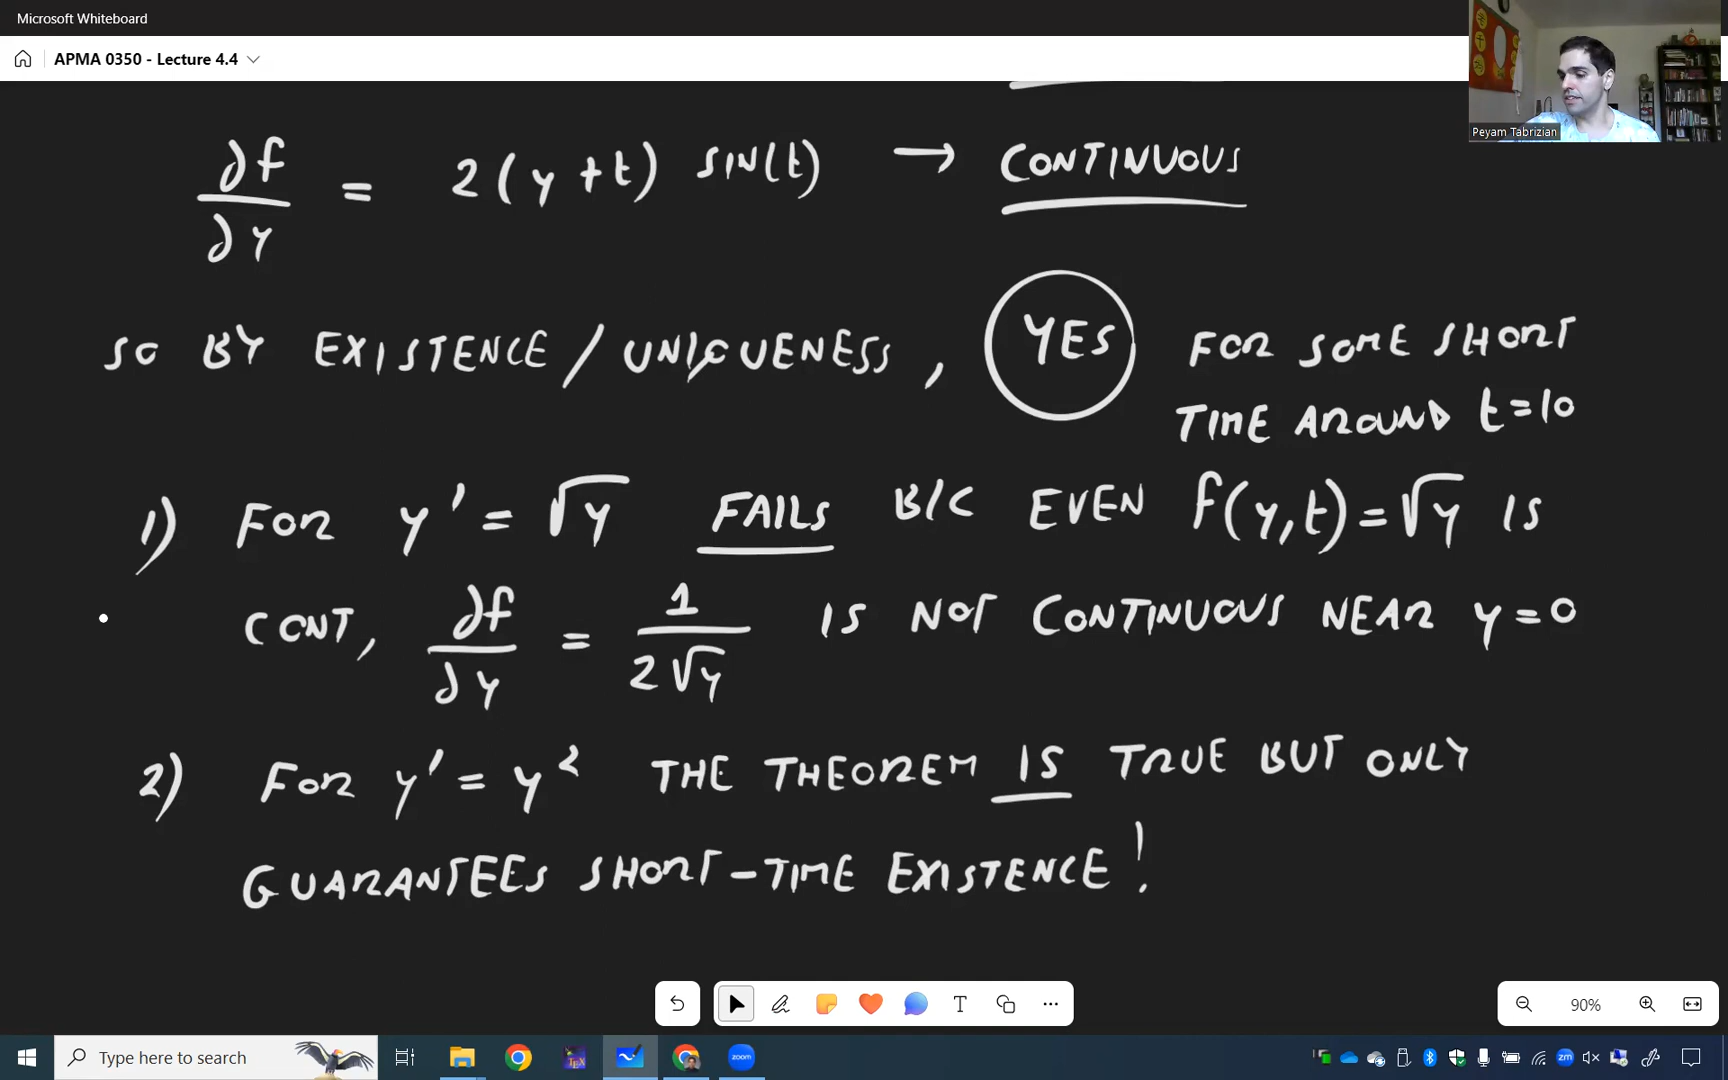 Microsoft Whiteboard
APMA 0350 - Lecture 4.4
Peyam Tabrizian
∂f/∂y = 2(y+t) SIN(t) → CONTINUOUS
SO BY EXISTENCE / UNIQUENESS, YES FOR SOME SHORT
TIME AROUND t=10
1) FOR y' = √y FAILS B/C EVEN f(y,t)=√y IS
CONT, ∂f/∂y = 1/(2√y) IS NOT CONTINUOUS NEAR y=0
2) FOR y' = y² THE THEOREM IS TRUE BUT ONLY
GUARANTEES SHORT-TIME EXISTENCE!
90%
Type here to search
zoom